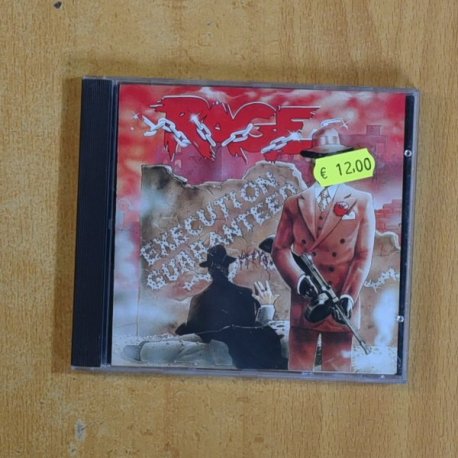 RAGE
€ 12,00
EXECUTION
GUARANTEED